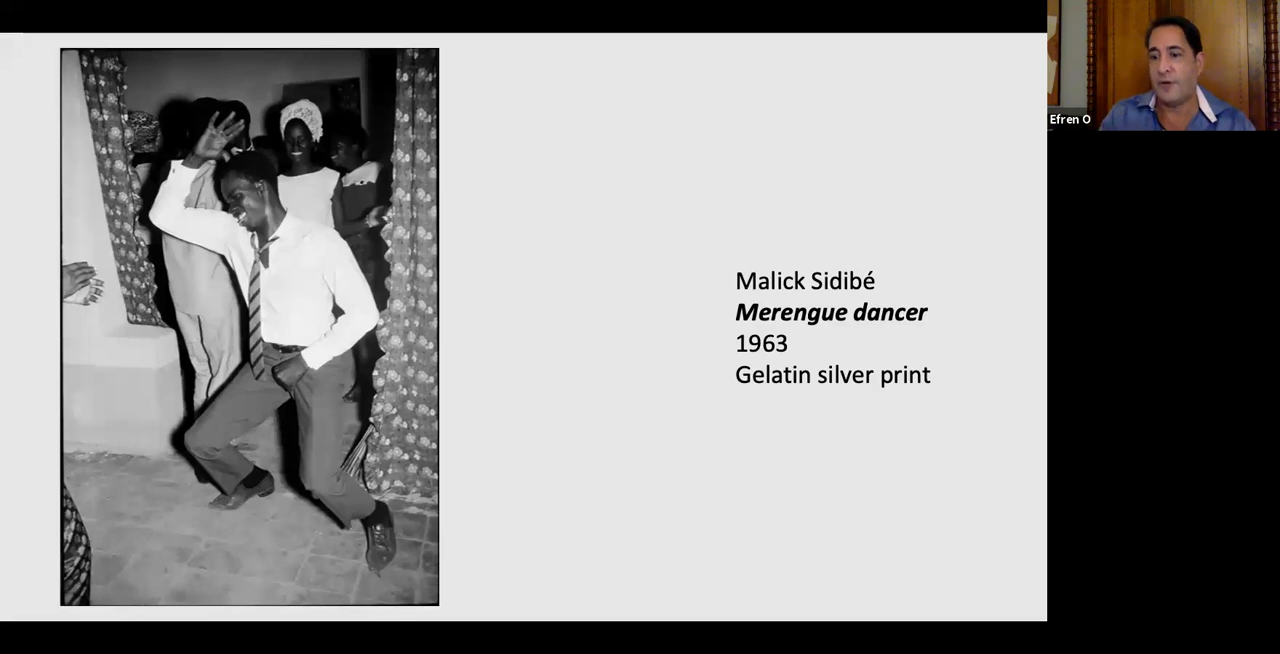 Efren O
Malick Sidibé
Merengue dancer
1963
Gelatin silver print